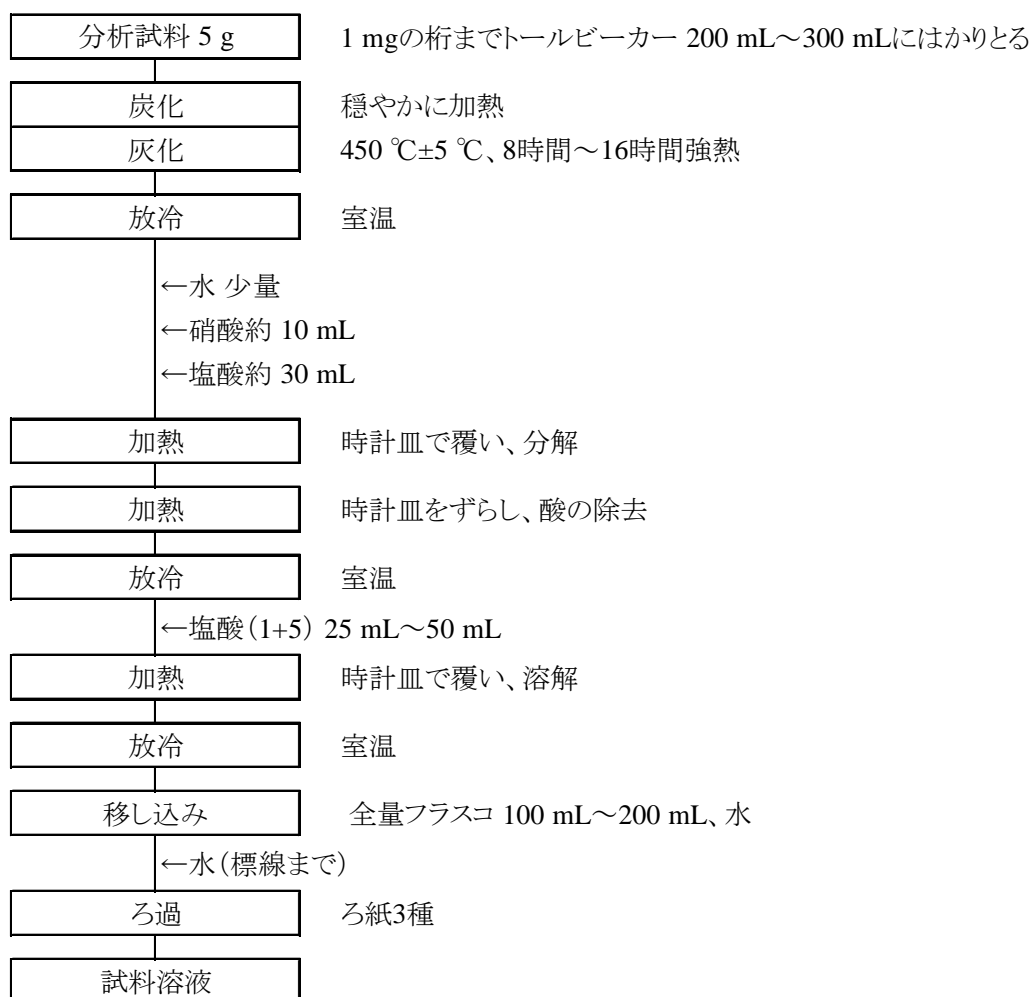 分析試料 5 g 1 mgの桁までトールビーカー 200 mL～300 mLにはかりとる
炭化 穏やかに加熱
灰化 450 ℃±5 ℃、8時間～16時間強熱
放冷 室温
←水 少量
←硝酸約 10 mL
←塩酸約 30 mL
加熱 時計皿で覆い、分解
加熱 時計皿をずらし、酸の除去
放冷 室温
←塩酸（1+5） 25 mL～50 mL
加熱 時計皿で覆い、溶解
放冷 室温
移し込み 全量フラスコ 100 mL～200 mL、水
←水（標線まで）
ろ過 ろ紙3種
試料溶液